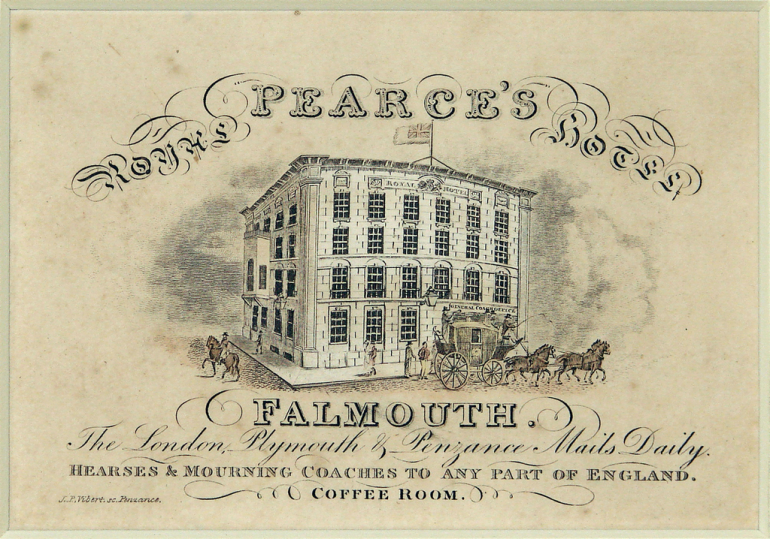 PEARCE'S
ROYAL HOTEL
ROYAL HOTEL
GENERAL COACH OFFICE
FALMOUTH.
The London, Plymouth & Penzance Mails Daily.
HEARSES & MOURNING COACHES TO ANY PART OF ENGLAND.
COFFEE ROOM.
J. P. Vibert. sc. Penzance.